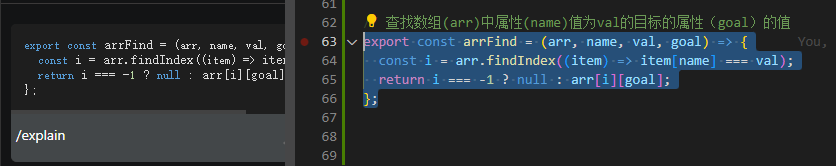 export const arrFind = (arr, name, val, go
const i = arr.findIndex((item) => item
return i === -1 ? null : arr[i][goal]
};
/explain
61
62
查找数组(arr)中属性(name)值为val的目标的属性（goal）的值
63 export const arrFind = (arr, name, val, goal) => { You,
64 const i = arr.findIndex((item) => item[name] === val);
65 return i === -1 ? null : arr[i][goal];
66 };
67
68
69